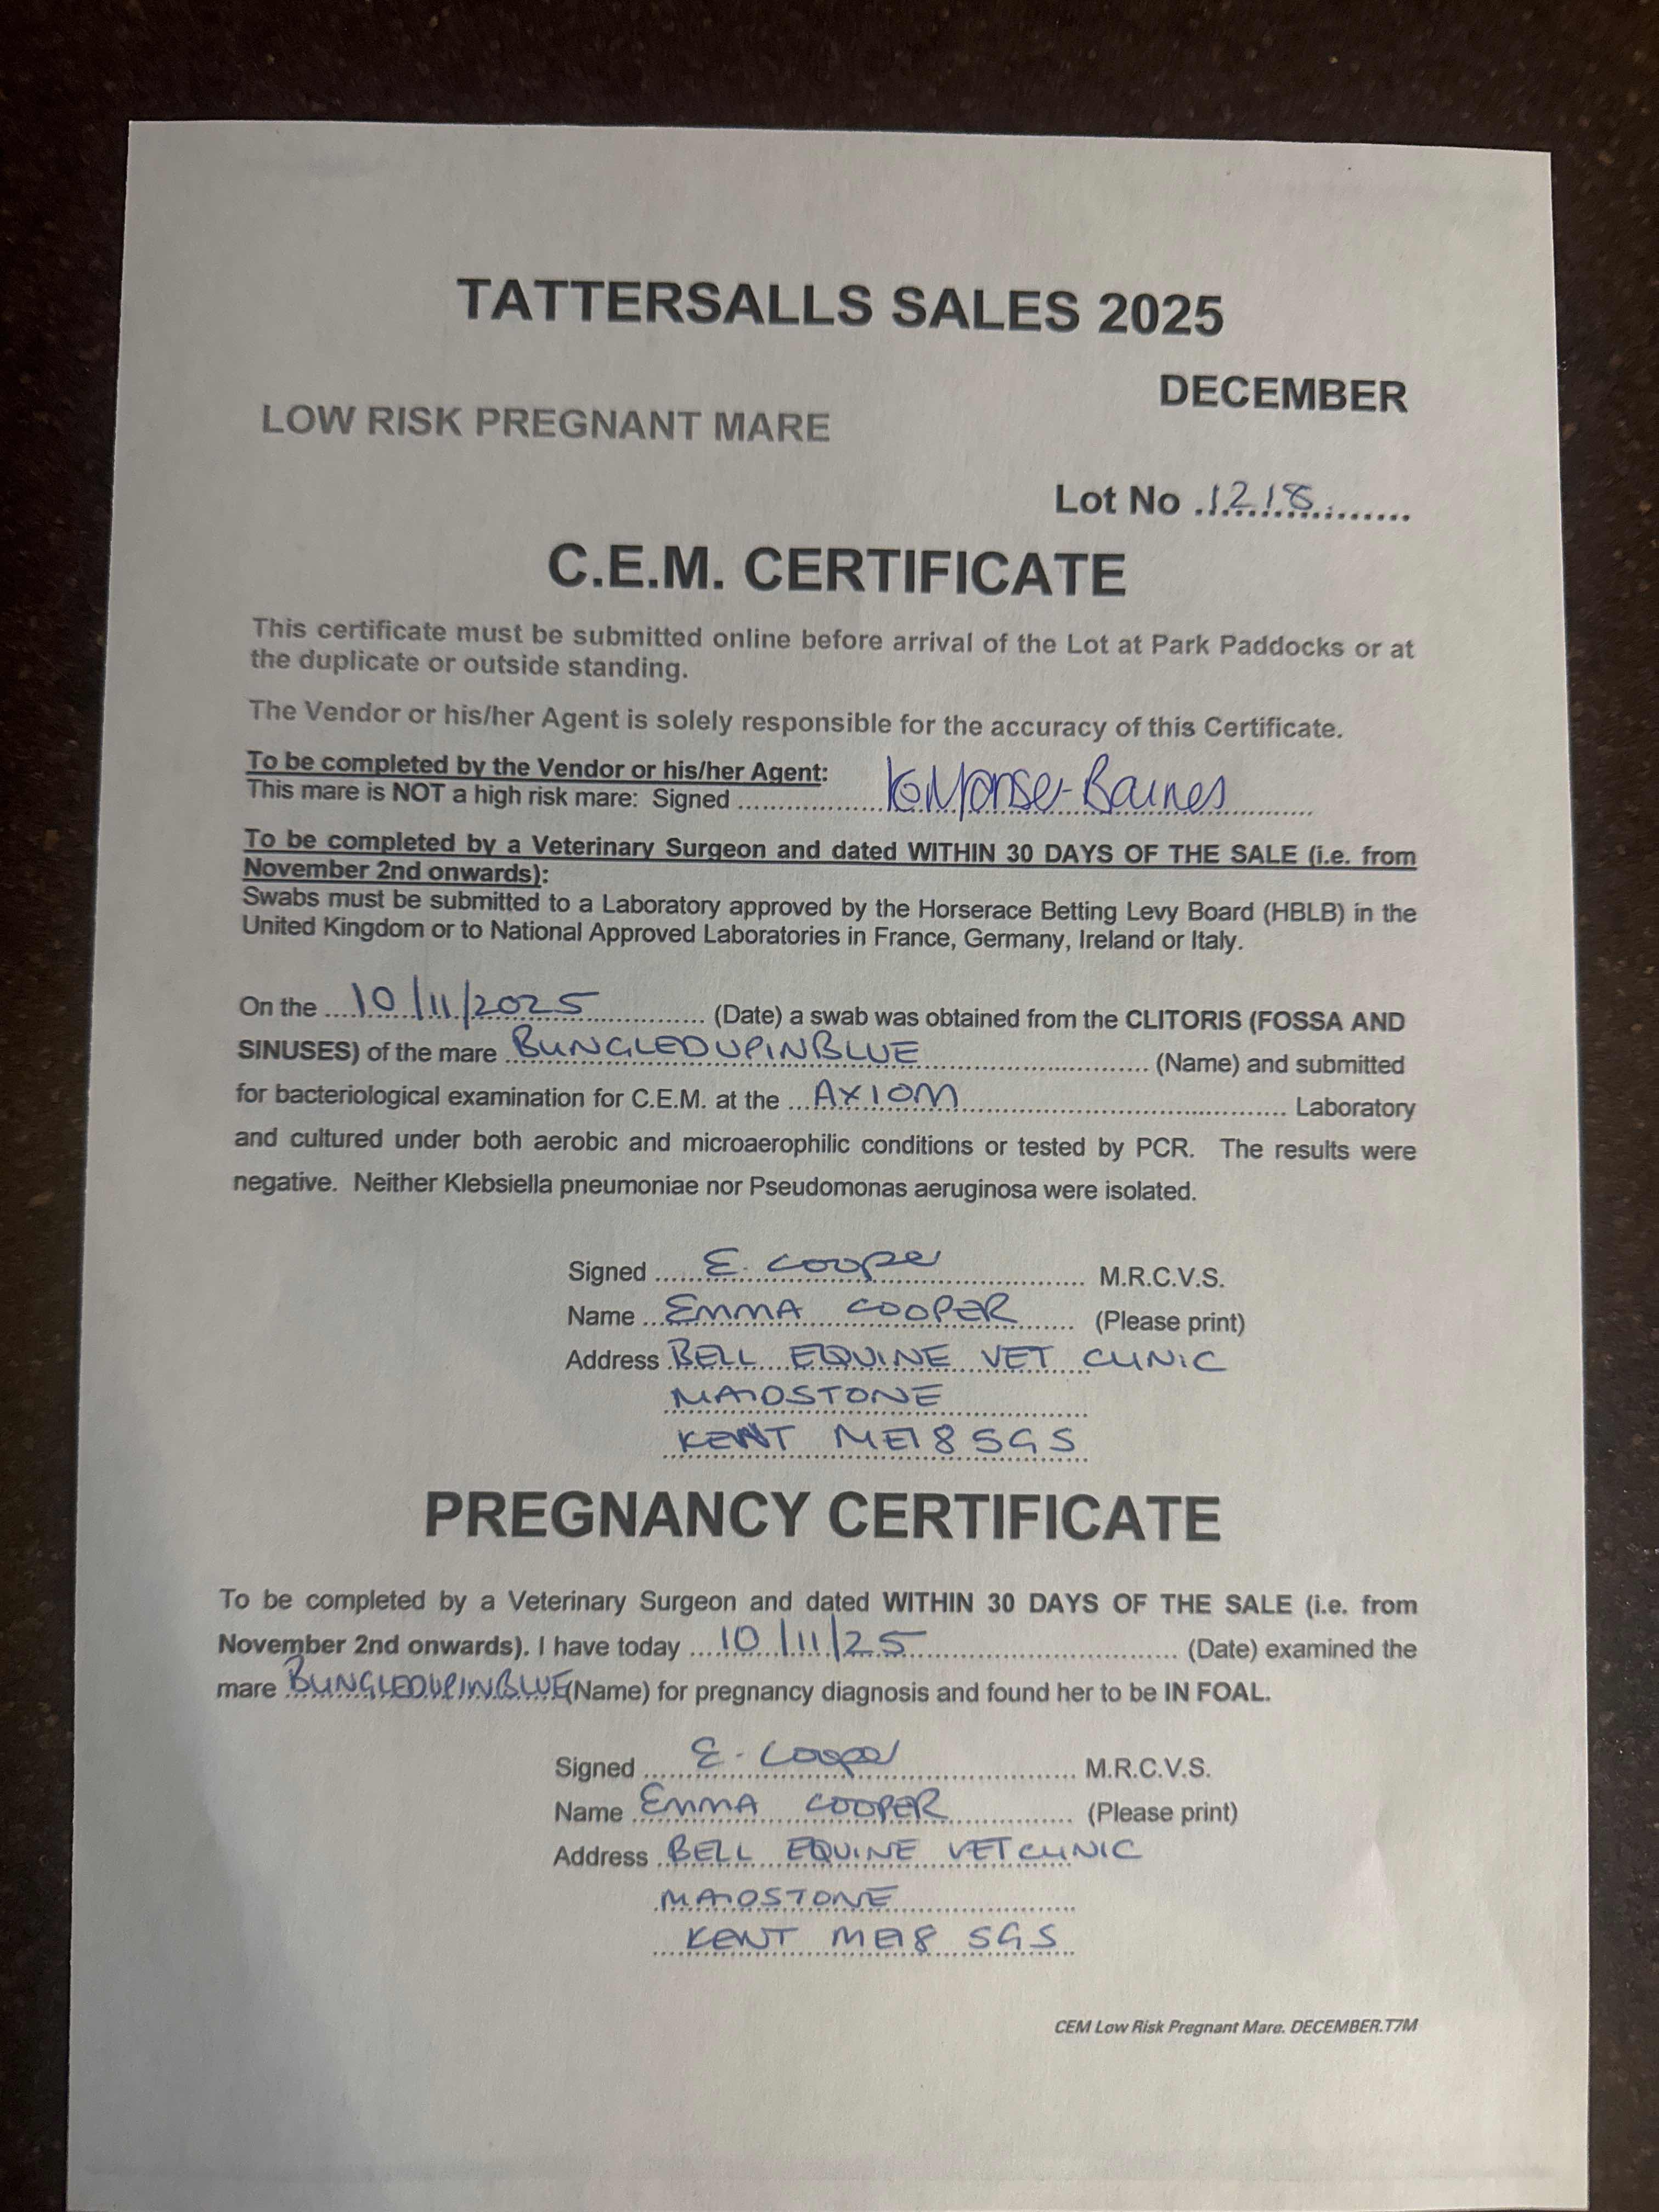 TATTERSALLS SALES 2025
DECEMBER
LOW RISK PREGNANT MARE
Lot No .1218................
C.E.M. CERTIFICATE
This certificate must be submitted online before arrival of the Lot at Park Paddocks or at
the duplicate or outside standing.
The Vendor or his/her Agent is solely responsible for the accuracy of this Certificate.
To be completed by the Vendor or his/her Agent:
This mare is NOT a high risk mare: Signed .................... Baines .............
To be completed by a Veterinary Surgeon and dated WITHIN 30 DAYS OF THE SALE (i.e. from
November 2nd onwards):
Swabs must be submitted to a Laboratory approved by the Horserace Betting Levy Board (HBLB) in the
United Kingdom or to National Approved Laboratories in France, Germany, Ireland or Italy.
On the .... 10/11/2025 ................. (Date) a swab was obtained from the CLITORIS (FOSSA AND
SINUSES) of the mare .. BUNGLEDUPINBLUE .............................. (Name) and submitted
for bacteriological examination for C.E.M. at the ... AXIOM ............................................. Laboratory
and cultured under both aerobic and microaerophilic conditions or tested by PCR. The results were
negative. Neither Klebsiella pneumoniae nor Pseudomonas aeruginosa were isolated.
Signed ...... E. Cooper ...................... M.R.C.V.S.
Name ... EMMA COOPER ........ (Please print)
Address . BELL EQUINE VET CLINIC
MAIDSTONE
KENT ME18 5GS
PREGNANCY CERTIFICATE
To be completed by a Veterinary Surgeon and dated WITHIN 30 DAYS OF THE SALE (i.e. from
November 2nd onwards). I have today .... 10/11/25 ................................... (Date) examined the
mare .. BUNGLEDUPINBLUE (Name) for pregnancy diagnosis and found her to be IN FOAL.
Signed ...... E. Cooper ........................... M.R.C.V.S.
Name .. EMMA COOPER ................ (Please print)
Address .. BELL EQUINE VET CLINIC
MAIDSTONE
KENT ME18 5GS
CEM Low Risk Pregnant Mare. DECEMBER.T7M